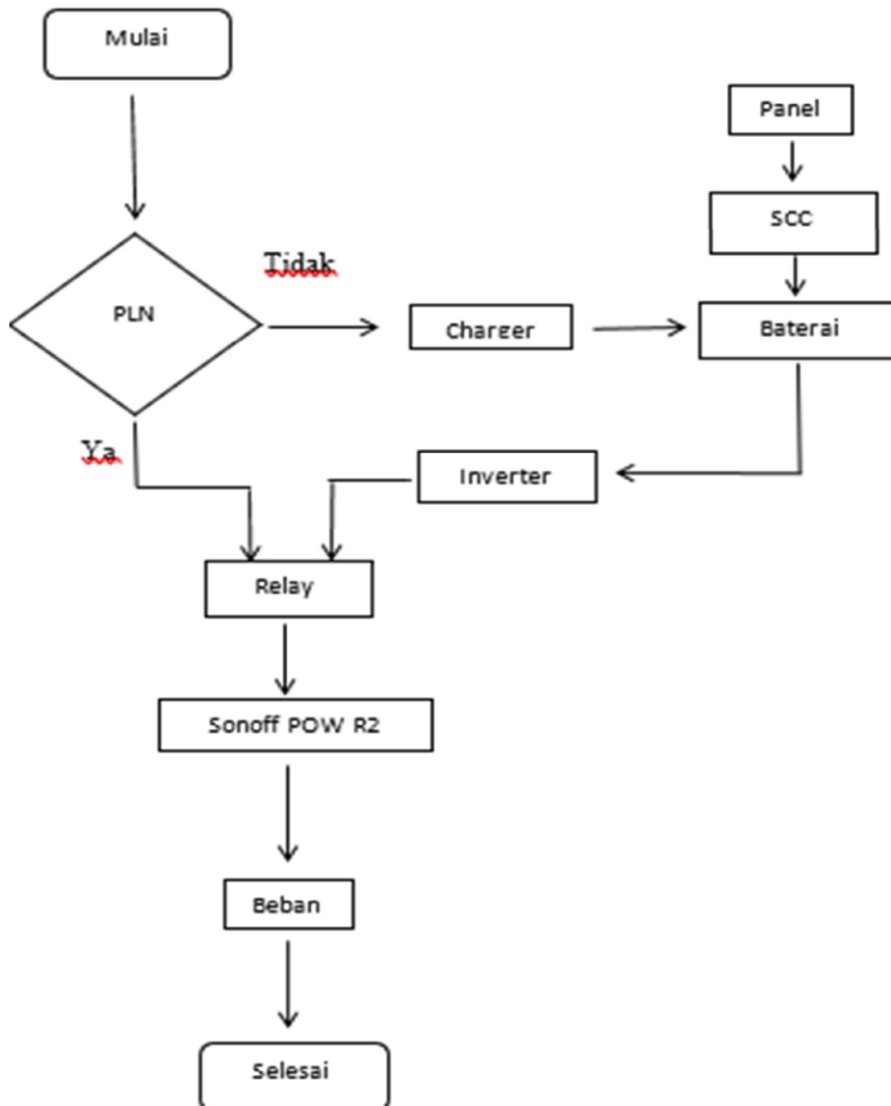 Mulai
Panel
SCC
Tidak
PLN
Charger
Baterai
Ya
Inverter
Relay
Sonoff POW R2
Beban
Selesai